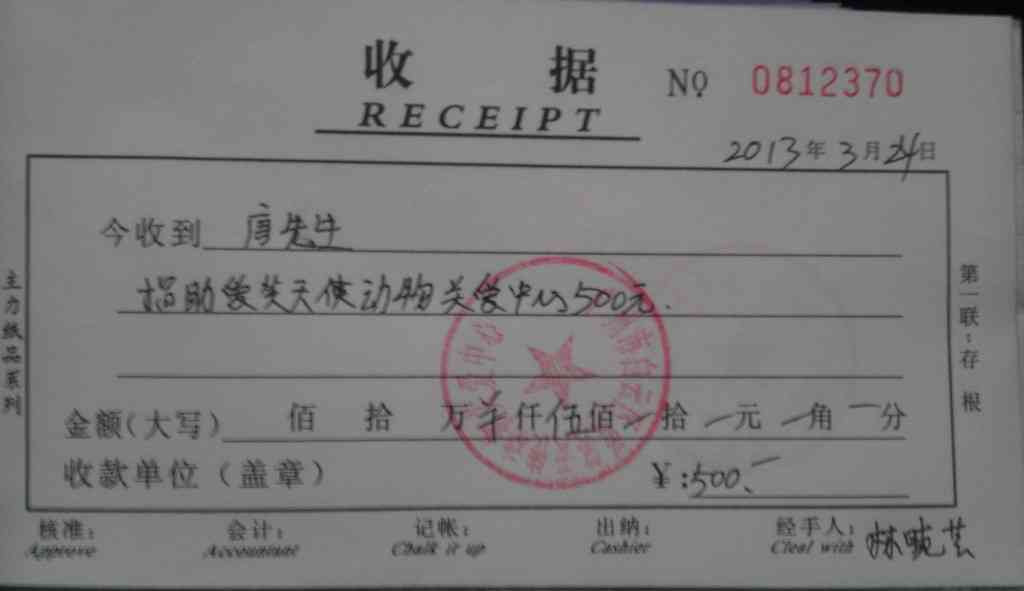 收 据
RECEIPT
No 0812370
2013年3月24日
今收到 唐先生
捐助爱芙天使动物关爱中心500元.
金额(大写) 佰 拾 万 仟伍佰 拾 元 角 分
收款单位(盖章) ¥:500.
核准: 会计: 记帐: 出纳: 经手人: 林晓芸
Approve Accountant Chalk it up Cashier Cleal with
主力纸品系列
第一联:存根